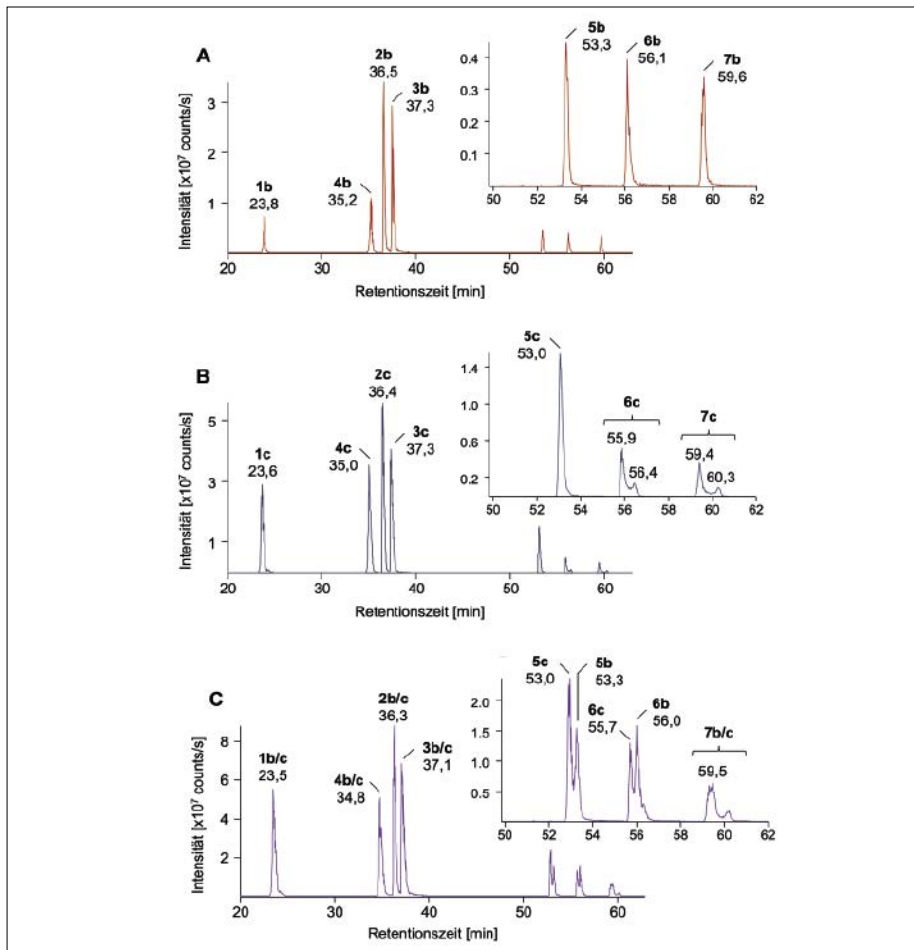 A
Intensität [x10⁷ counts/s]
3
2
1
1b
23,8
4b
35,2
2b
36,5
3b
37,3
20 30 40 50 60
Retentionszeit [min]
5b
53,3
6b
56,1
7b
59,6
0.4
0.3
0.2
0.1
50 52 54 56 58 60 62
B
Intensität [x10⁷ counts/s]
5
3
1
1c
23,6
4c
35,0
2c
36,4
3c
37,3
20 30 40 50 60
Retentionszeit [min]
5c
53,0
6c
55,9
56,4
7c
59,4
60,3
1.4
1.0
0.6
0.2
50 52 54 56 58 60 62
C
Intensität [x10⁷ counts/s]
8
6
4
2
1b/c
23,5
4b/c
34,8
2b/c
36,3
3b/c
37,1
20 30 40 50 60
Retentionszeit [min]
5c
53,0
5b
53,3
6c
55,7
6b
56,0
7b/c
59,5
2.0
1.5
1.0
0.5
50 52 54 56 58 60 62